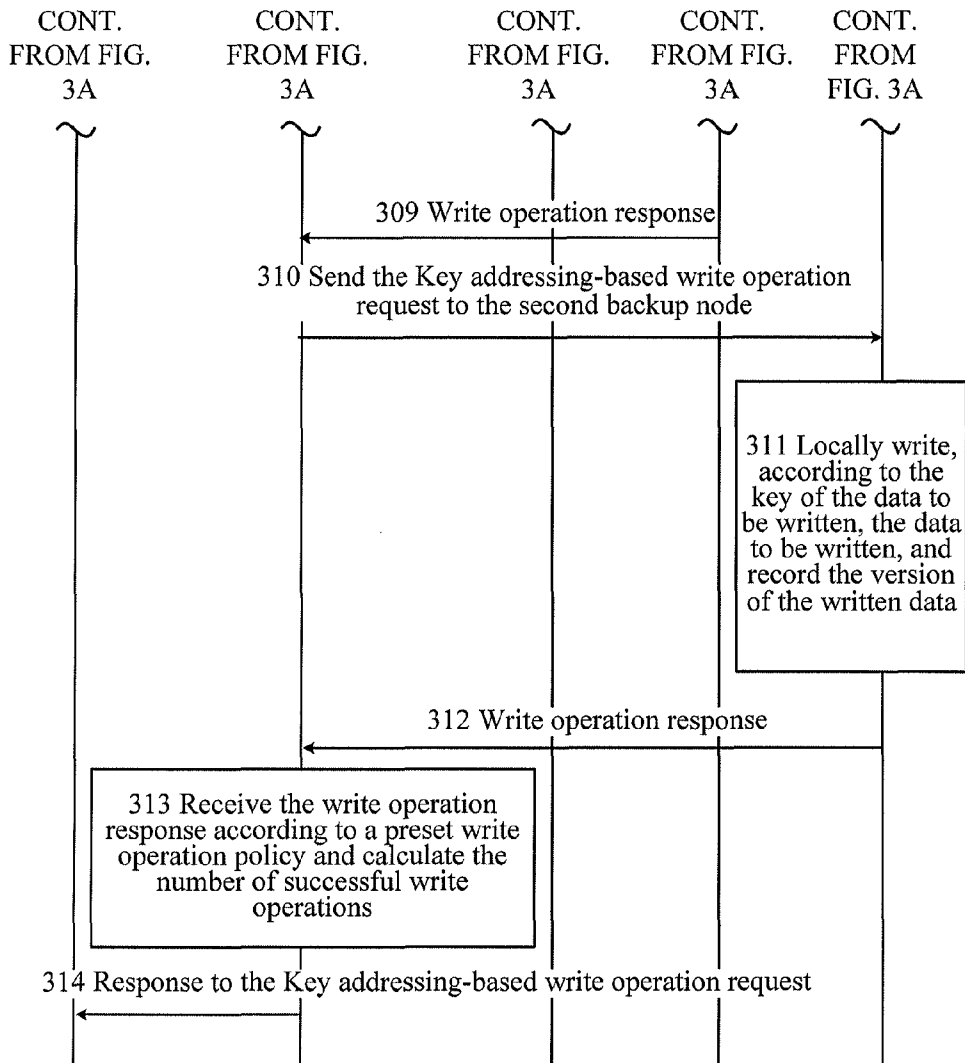 CONT.
FROM FIG.
3A
CONT.
FROM FIG.
3A
CONT.
FROM FIG.
3A
CONT.
FROM FIG.
3A
CONT.
FROM
FIG. 3A
309 Write operation response
310 Send the Key addressing-based write operation
request to the second backup node
311 Locally write,
according to the
key of the data to
be written, the data
to be written, and
record the version
of the written data
312 Write operation response
313 Receive the write operation
response according to a preset write
operation policy and calculate the
number of successful write
operations
314 Response to the Key addressing-based write operation request